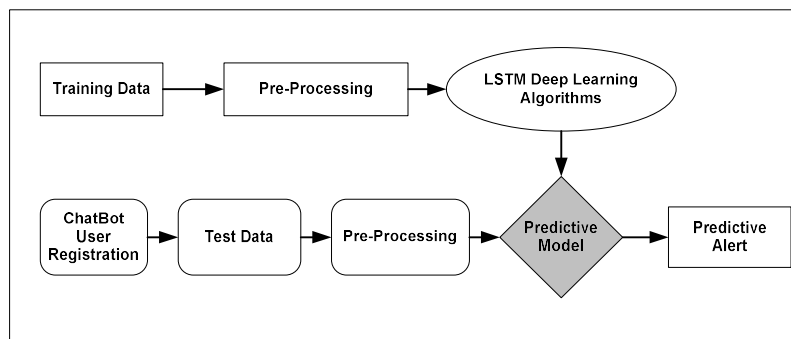 Training Data
Pre-Processing
LSTM Deep Learning
Algorithms
ChatBot
User
Registration
Test Data
Pre-Processing
Predictive
Model
Predictive
Alert